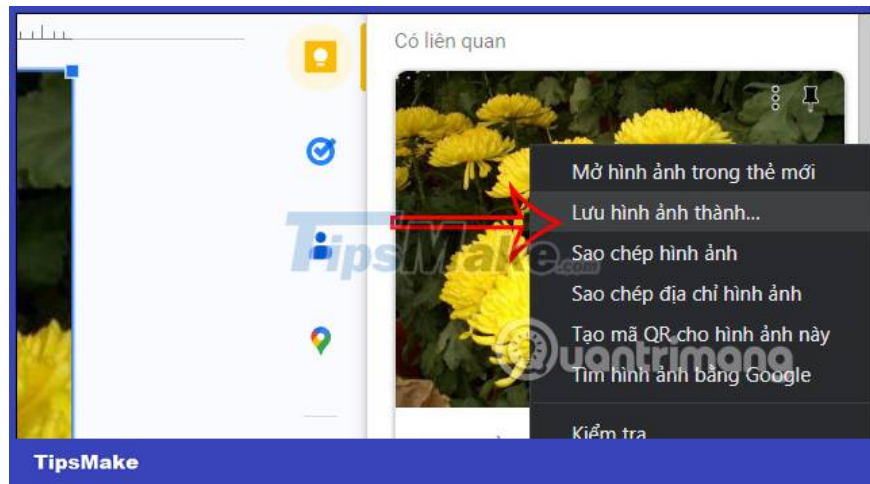 Có liên quan
Mở hình ảnh trong thẻ mới
Lưu hình ảnh thành...
Sao chép hình ảnh
Sao chép địa chỉ hình ảnh
Tạo mã QR cho hình ảnh này
Tìm hình ảnh bằng Google
Kiểm tra
TipsMake.com
Quantrimang
TipsMake